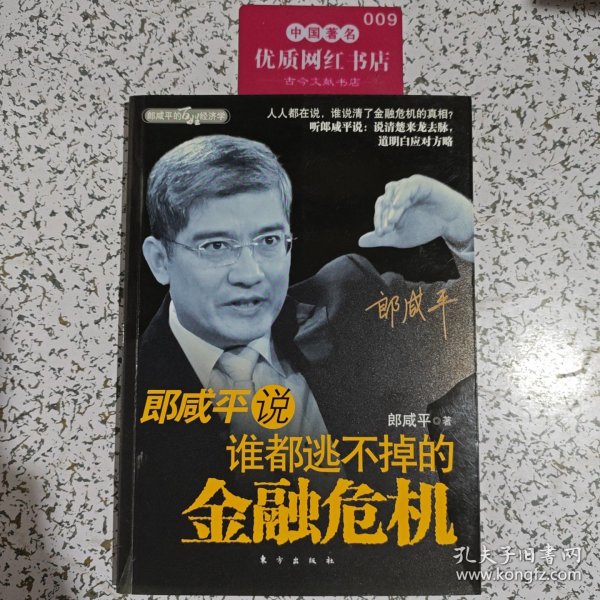 009
中国著名
优质网红书店
古今文献书店
郎咸平的百姓经济学
人人都在说，谁说清了金融危机的真相？
听郎咸平说：说清楚来龙去脉，
道明白应对方略
郎咸平
郎咸平说
郎咸平 著
谁都逃不掉的
金融危机
东方出版社
孔夫子旧书网
www.kongfz.com